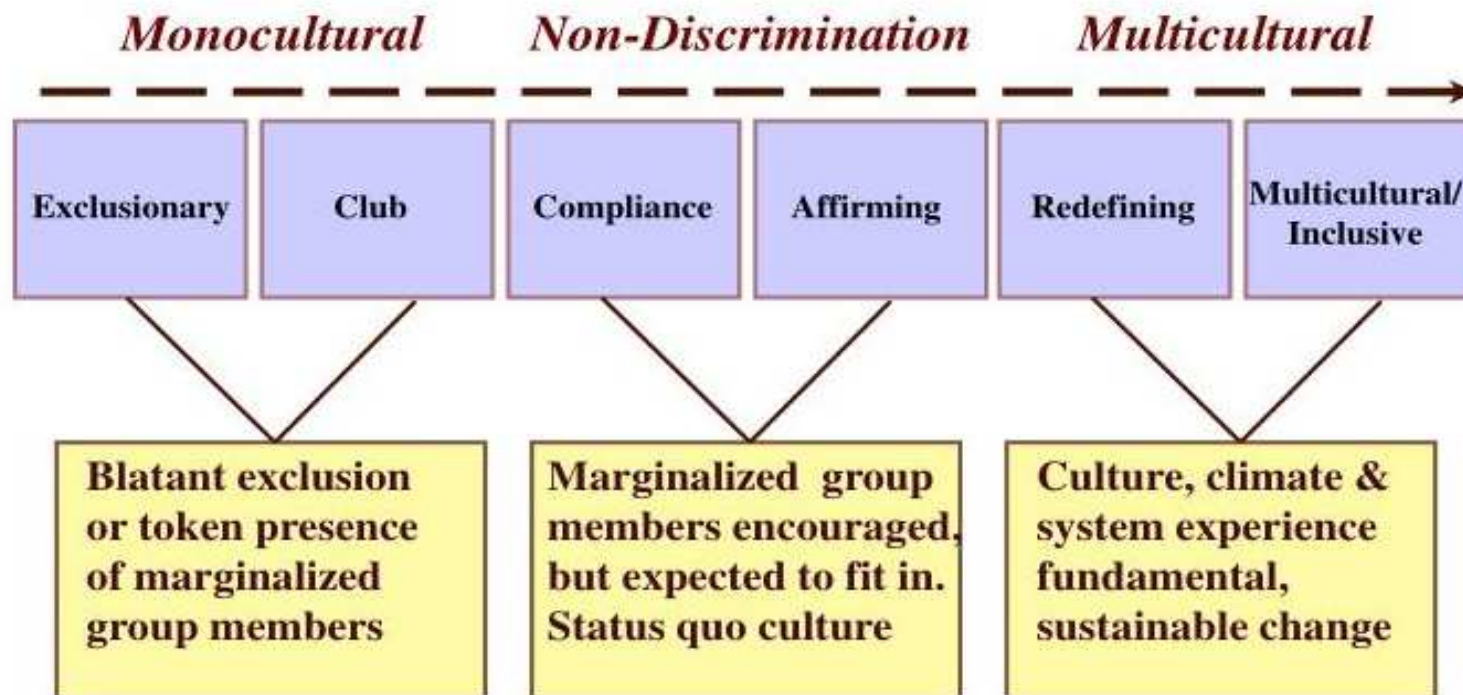 Monocultural Non-Discrimination Multicultural
Exclusionary
Club
Compliance
Affirming
Redefining
Multicultural/
Inclusive
Blatant exclusion
or token presence
of marginalized
group members
Marginalized group
members encouraged,
but expected to fit in.
Status quo culture
Culture, climate &
system experience
fundamental,
sustainable change